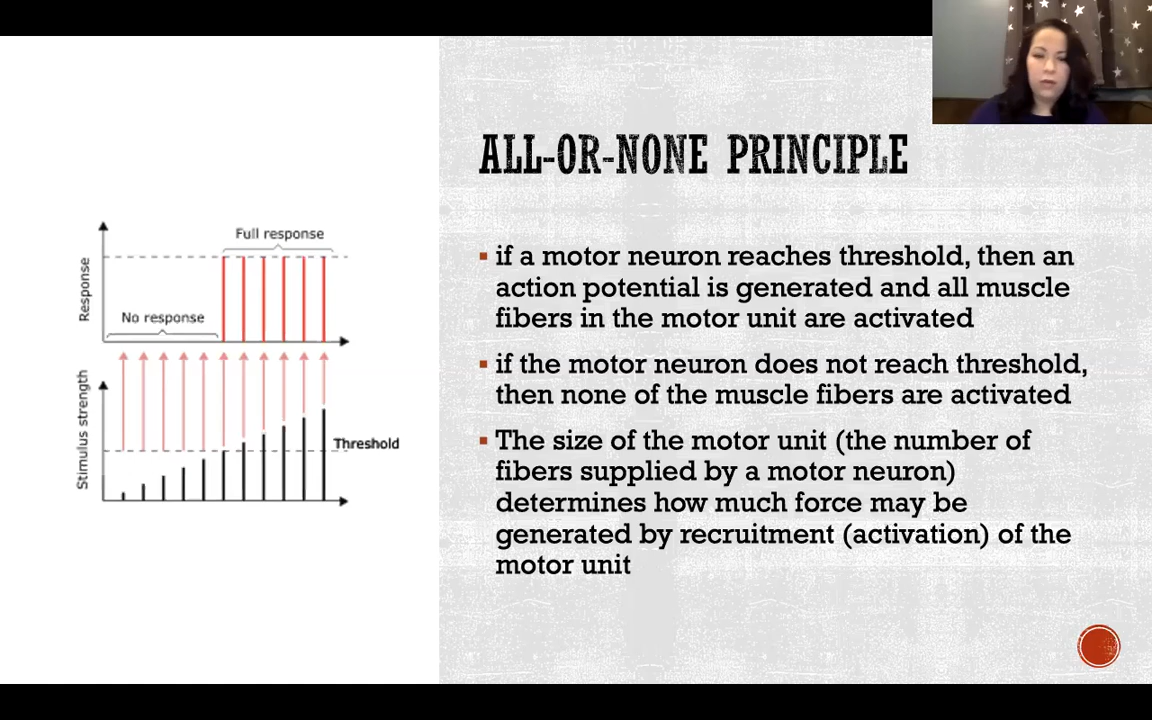 ALL-OR-NONE PRINCIPLE
Full response
Response
No response
Stimulus strength
Threshold
if a motor neuron reaches threshold, then an
action potential is generated and all muscle
fibers in the motor unit are activated
if the motor neuron does not reach threshold,
then none of the muscle fibers are activated
The size of the motor unit (the number of
fibers supplied by a motor neuron)
determines how much force may be
generated by recruitment (activation) of the
motor unit